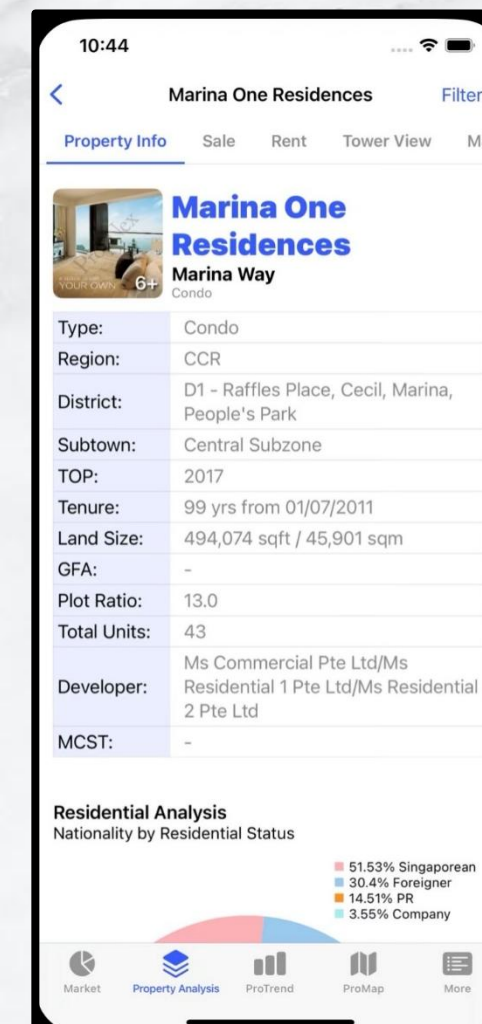 10:44
Marina One Residences Filter
Property Info Sale Rent Tower View M
YOUR OWN
6+
Marina One
Residences
Marina Way
Condo
Type: Condo
Region: CCR
District: D1 - Raffles Place, Cecil, Marina,
People's Park
Subtown: Central Subzone
TOP: 2017
Tenure: 99 yrs from 01/07/2011
Land Size: 494,074 sqft / 45,901 sqm
GFA: -
Plot Ratio: 13.0
Total Units: 43
Developer: Ms Commercial Pte Ltd/Ms
Residential 1 Pte Ltd/Ms Residential
2 Pte Ltd
MCST: -
Residential Analysis
Nationality by Residential Status
51.53% Singaporean
30.4% Foreigner
14.51% PR
3.55% Company
Market Property Analysis ProTrend ProMap More